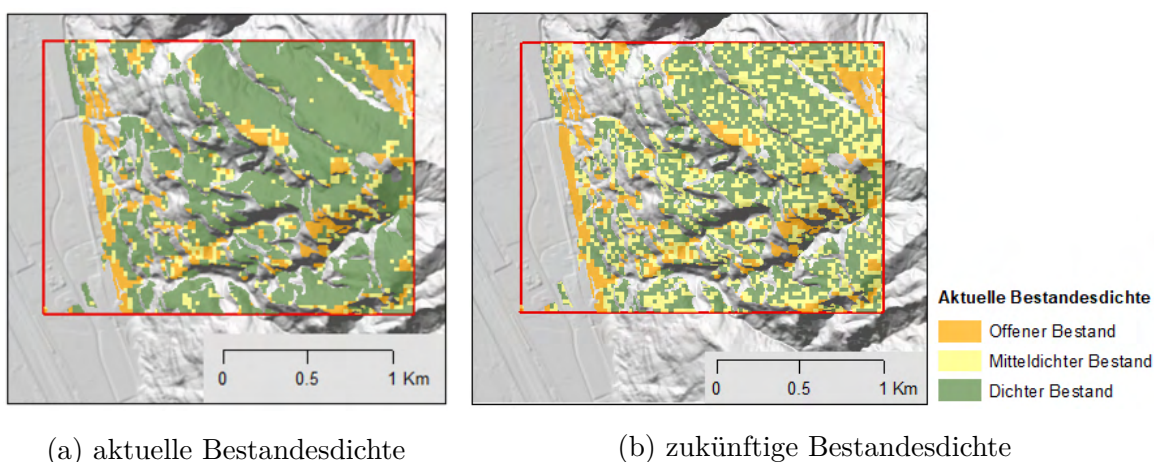 0 0.5 1 Km
0 0.5 1 Km
Aktuelle Bestandesdichte
Offener Bestand
Mitteldichter Bestand
Dichter Bestand
(a) aktuelle Bestandesdichte
(b) zukünftige Bestandesdichte